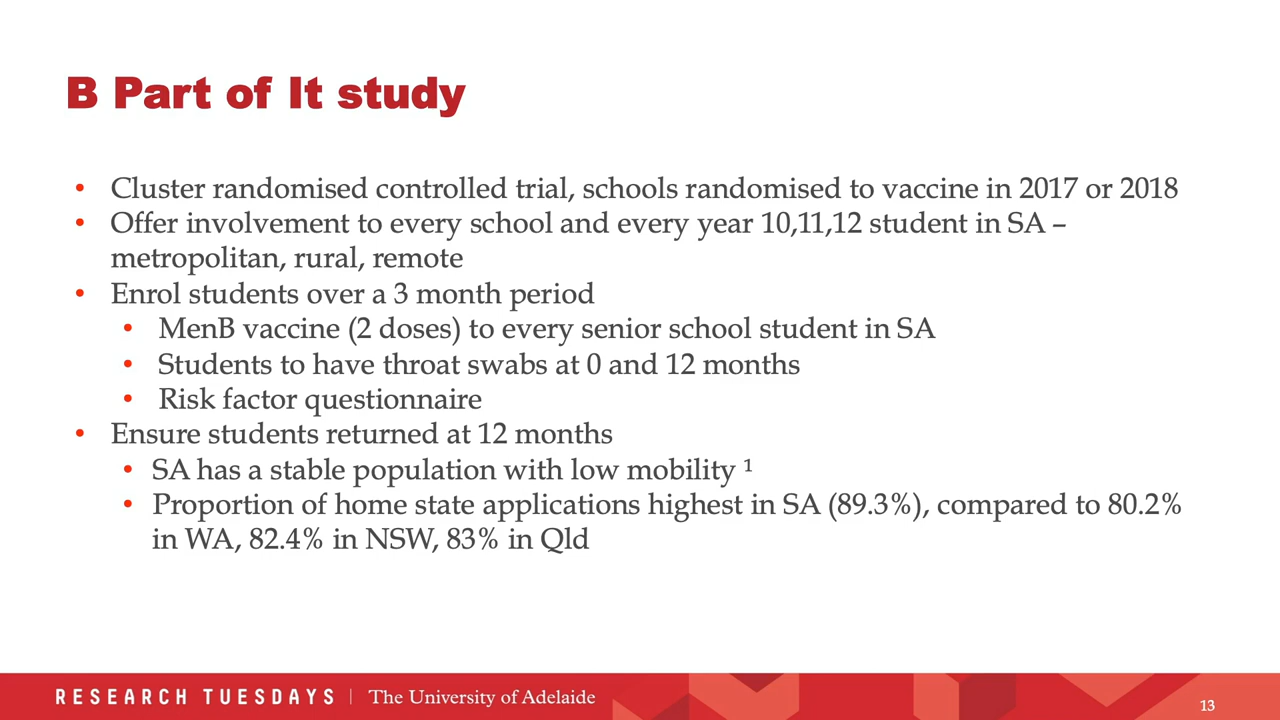 B Part of It study
• Cluster randomised controlled trial, schools randomised to vaccine in 2017 or 2018
• Offer involvement to every school and every year 10,11,12 student in SA –
metropolitan, rural, remote
• Enrol students over a 3 month period
• MenB vaccine (2 doses) to every senior school student in SA
• Students to have throat swabs at 0 and 12 months
• Risk factor questionnaire
• Ensure students returned at 12 months
• SA has a stable population with low mobility ¹
• Proportion of home state applications highest in SA (89.3%), compared to 80.2%
in WA, 82.4% in NSW, 83% in Qld
RESEARCH TUESDAYS | The University of Adelaide
13